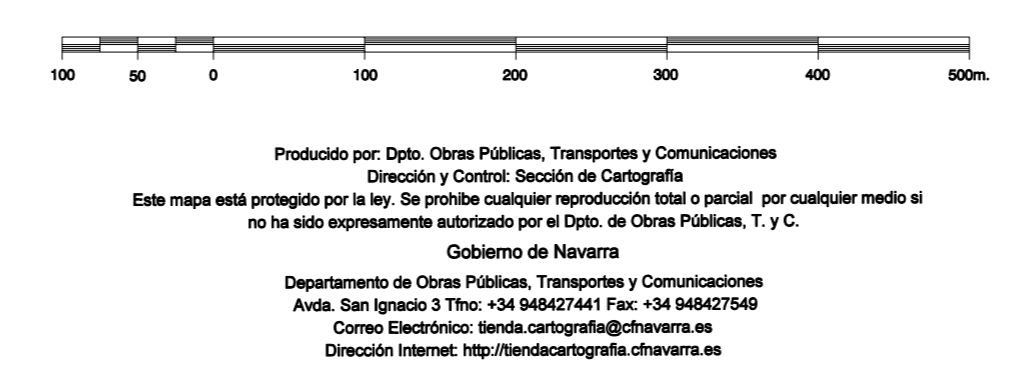 100 50 0 100 200 300 400 500m.
Producido por: Dpto. Obras Públicas, Transportes y Comunicaciones
Dirección y Control: Sección de Cartografía
Este mapa está protegido por la ley. Se prohibe cualquier reproducción total o parcial por cualquier medio si
no ha sido expresamente autorizado por el Dpto. de Obras Públicas, T. y C.
Gobierno de Navarra
Departamento de Obras Públicas, Transportes y Comunicaciones
Avda. San Ignacio 3 Tfno: +34 948427441 Fax: +34 948427549
Correo Electrónico: tienda.cartografia@cfnavarra.es
Dirección Internet: http://tiendacartografia.cfnavarra.es